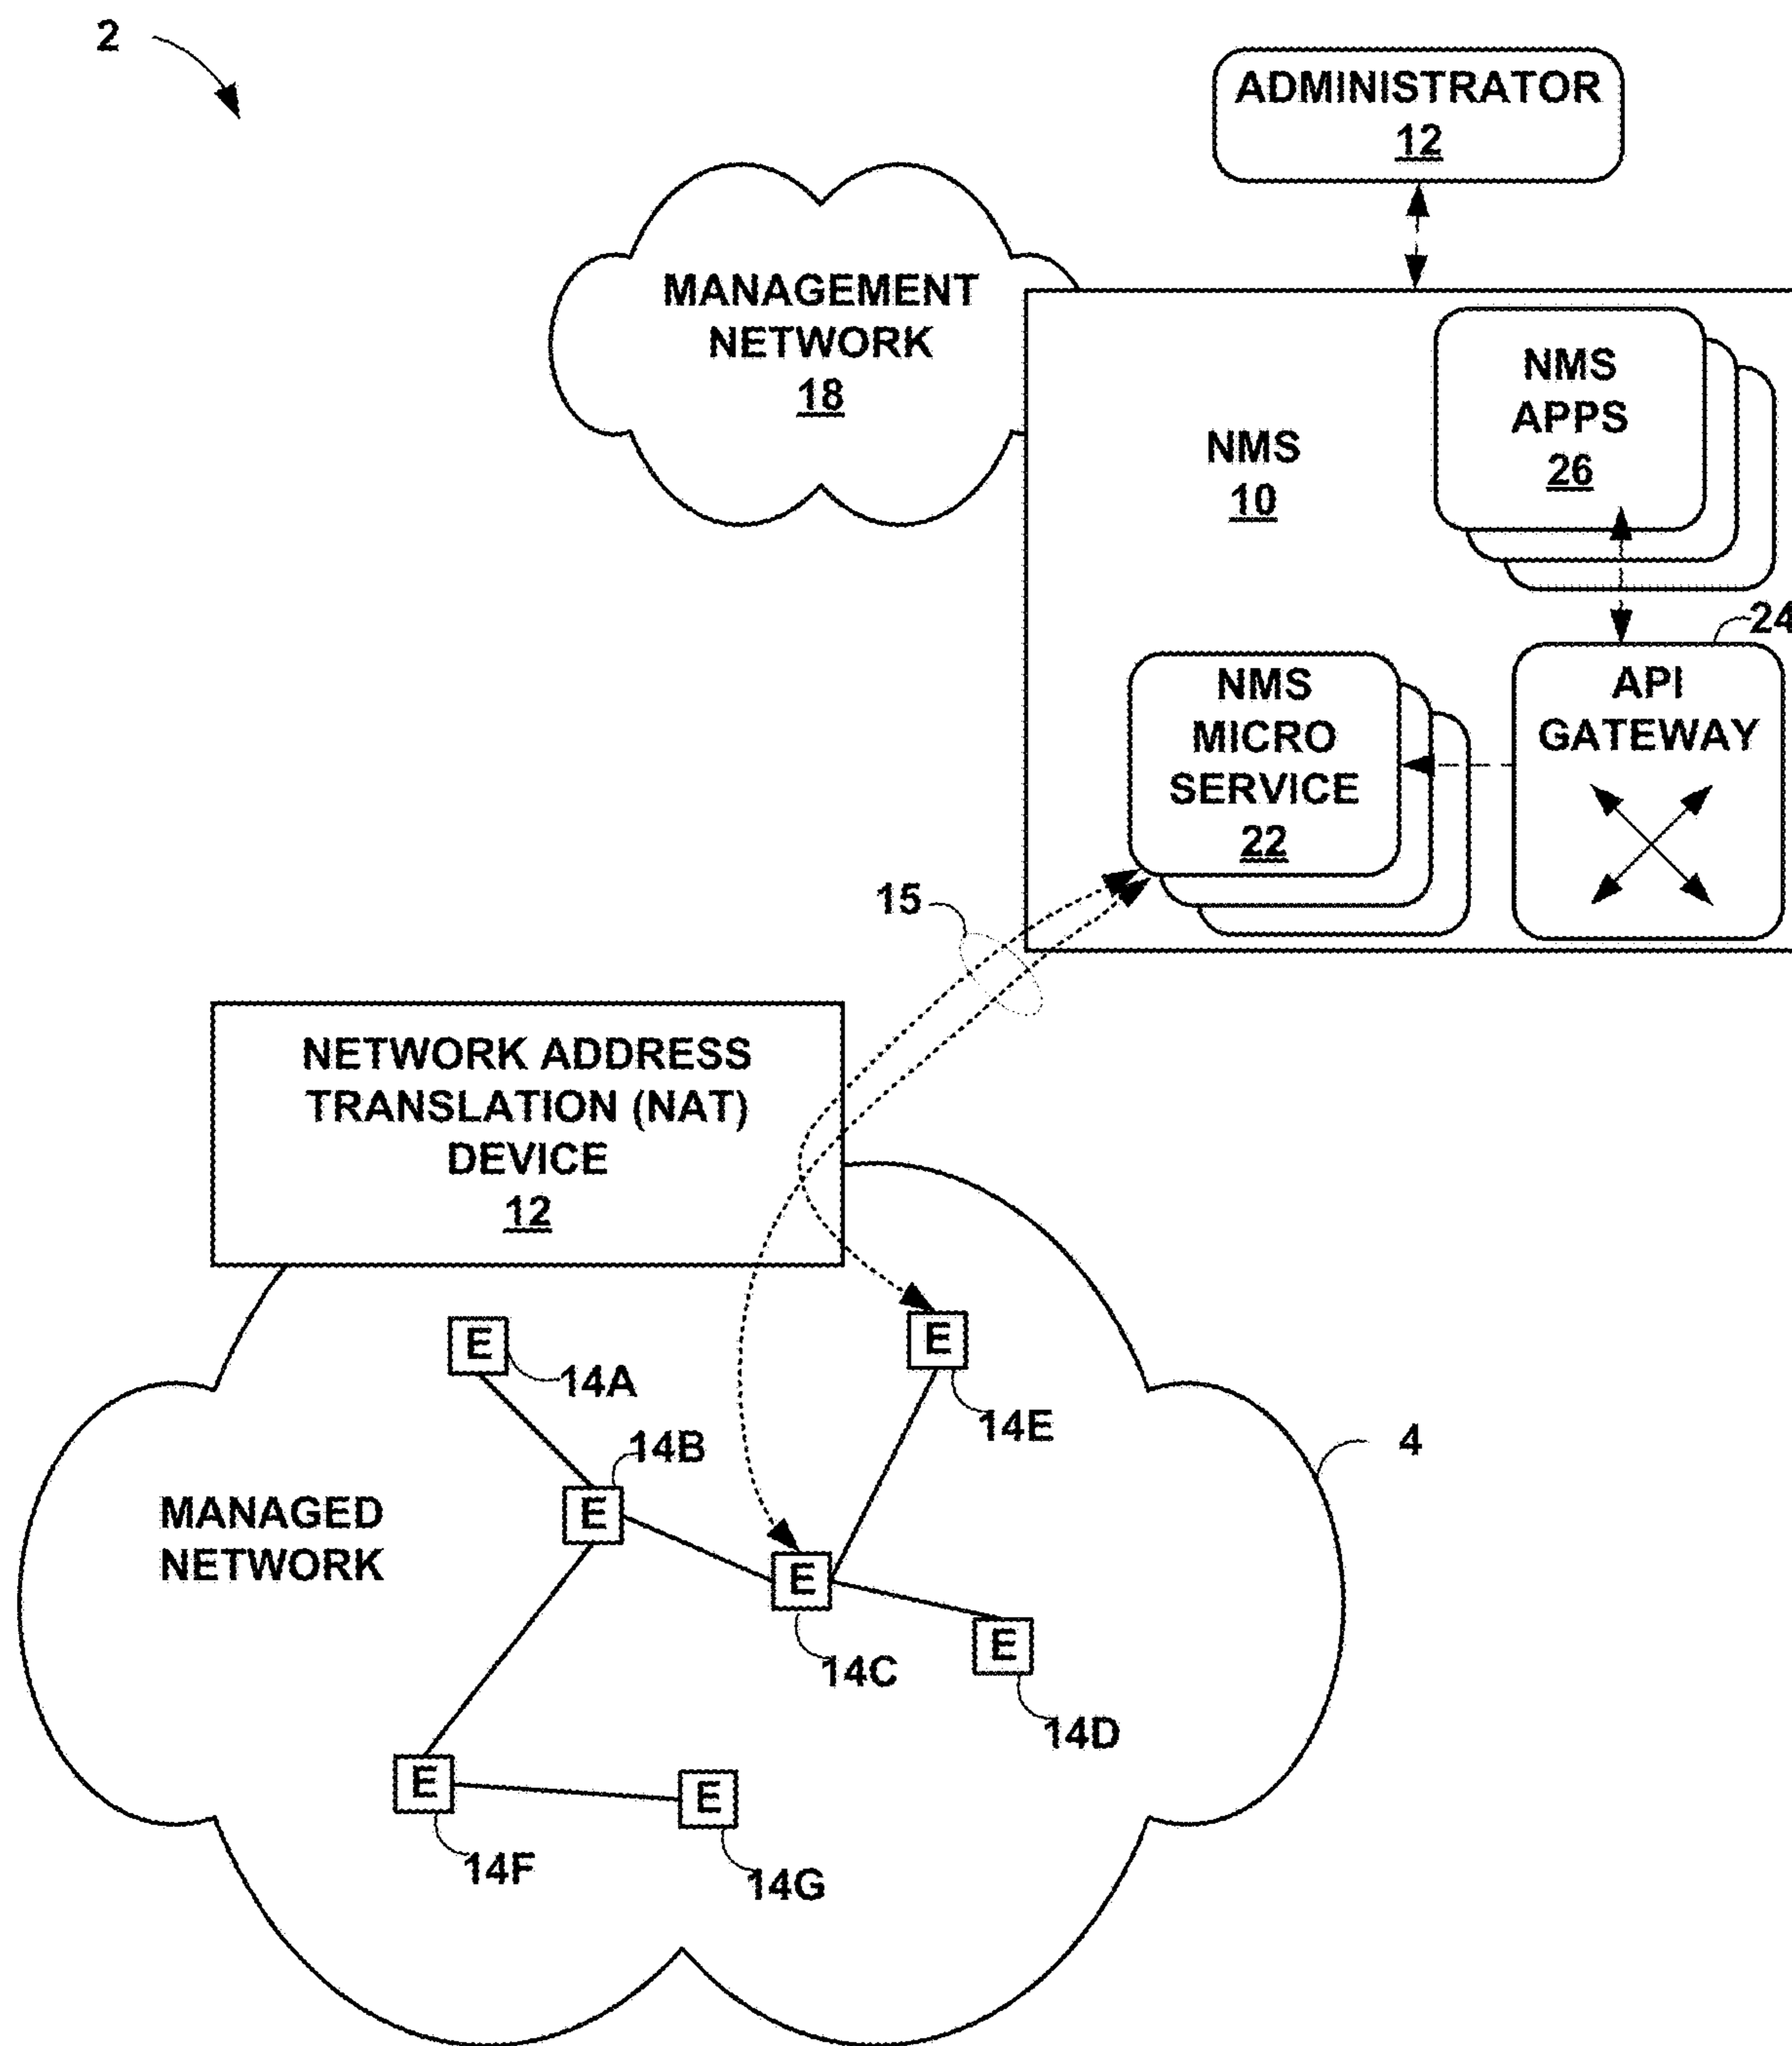 2
ADMINISTRATOR
12
MANAGEMENT
NETWORK
18
NMS
10
NMS
APPS
26
24
NMS
MICRO
SERVICE
22
API
GATEWAY
15
NETWORK ADDRESS
TRANSLATION (NAT)
DEVICE
12
E
14A
E
14E
14B
E
4
MANAGED
NETWORK
E
14C
E
14D
E
14F
E
14G